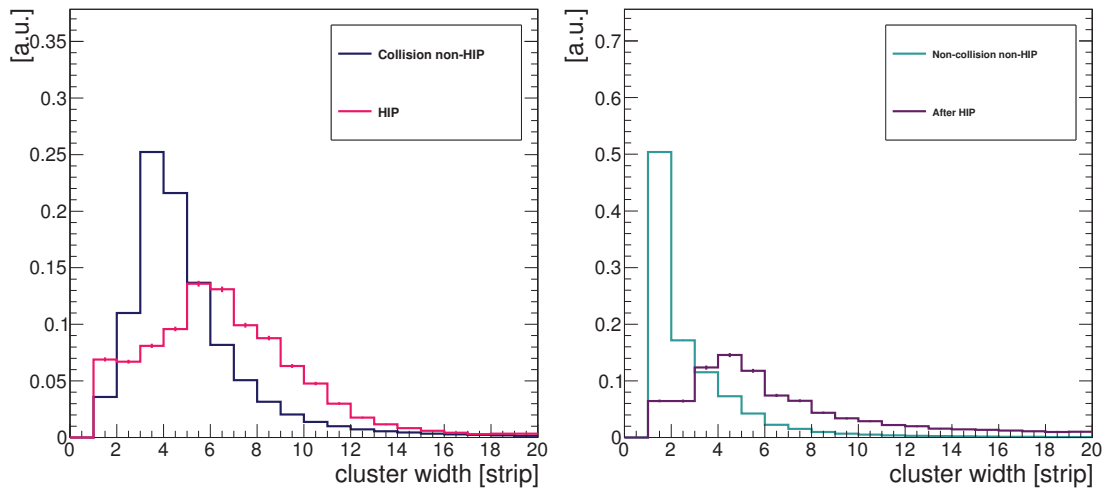 [a.u.]
0.35
0.3
0.25
0.2
0.15
0.1
0.05
0
0 2 4 6 8 10 12 14 16 18 20
cluster width [strip]
Collision non-HIP
HIP
[a.u.]
0.7
0.6
0.5
0.4
0.3
0.2
0.1
0
0 2 4 6 8 10 12 14 16 18 20
cluster width [strip]
Non-collision non-HIP
After HIP